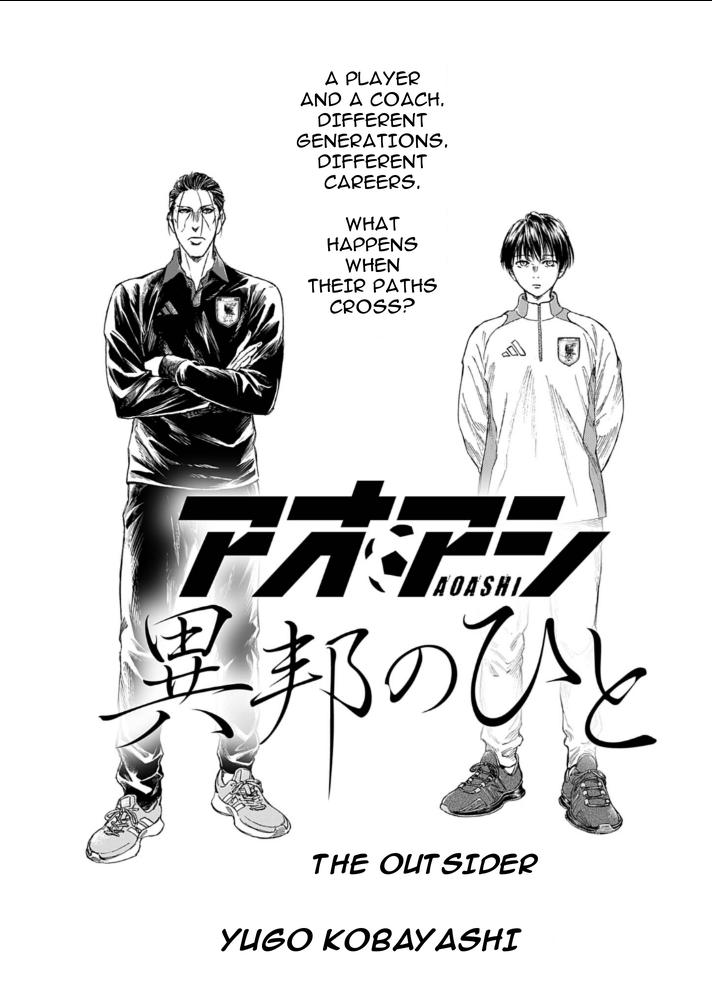 A PLAYER
AND A COACH.
DIFFERENT
GENERATIONS.
DIFFERENT
CAREERS.
WHAT
HAPPENS
WHEN
THEIR PATHS
CROSS?
アオアシ
AOASHI
異邦のひと
THE OUTSIDER
YUGO KOBAYASHI